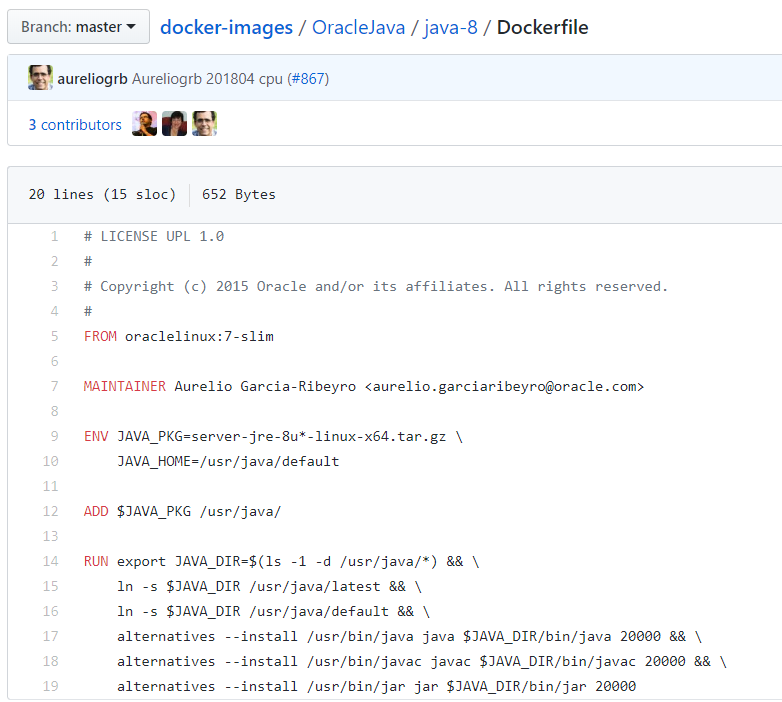 Branch: master docker-images / OracleJava / java-8 / Dockerfile
aureliogrb Aureliogrb 201804 cpu (#867)
3 contributors
20 lines (15 sloc) 652 Bytes
1 # LICENSE UPL 1.0
2 #
3 # Copyright (c) 2015 Oracle and/or its affiliates. All rights reserved.
4 #
5 FROM oraclelinux:7-slim
6
7 MAINTAINER Aurelio Garcia-Ribeyro <aurelio.garciaribeyro@oracle.com>
8
9 ENV JAVA_PKG=server-jre-8u*-linux-x64.tar.gz \
10 JAVA_HOME=/usr/java/default
11
12 ADD $JAVA_PKG /usr/java/
13
14 RUN export JAVA_DIR=$(ls -1 -d /usr/java/*) && \
15 ln -s $JAVA_DIR /usr/java/latest && \
16 ln -s $JAVA_DIR /usr/java/default && \
17 alternatives --install /usr/bin/java java $JAVA_DIR/bin/java 20000 && \
18 alternatives --install /usr/bin/javac javac $JAVA_DIR/bin/javac 20000 && \
19 alternatives --install /usr/bin/jar jar $JAVA_DIR/bin/jar 20000